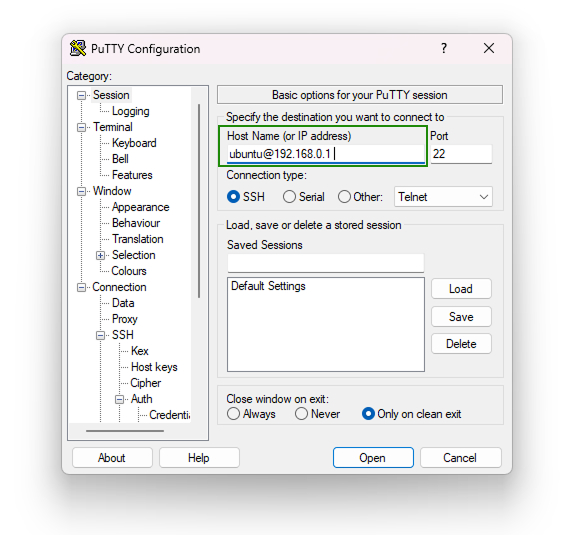 PuTTY Configuration
?
Category:
Session
Logging
Terminal
Keyboard
Bell
Features
Window
Appearance
Behaviour
Translation
Selection
Colours
Connection
Data
Proxy
SSH
Kex
Host keys
Cipher
Auth
Credenti
Basic options for your PuTTY session
Specify the destination you want to connect to
Host Name (or IP address) Port
ubuntu@192.168.0.1 22
Connection type:
SSH Serial Other: Telnet
Load, save or delete a stored session
Saved Sessions
Default Settings
Load
Save
Delete
Close window on exit:
Always Never Only on clean exit
About Help Open Cancel